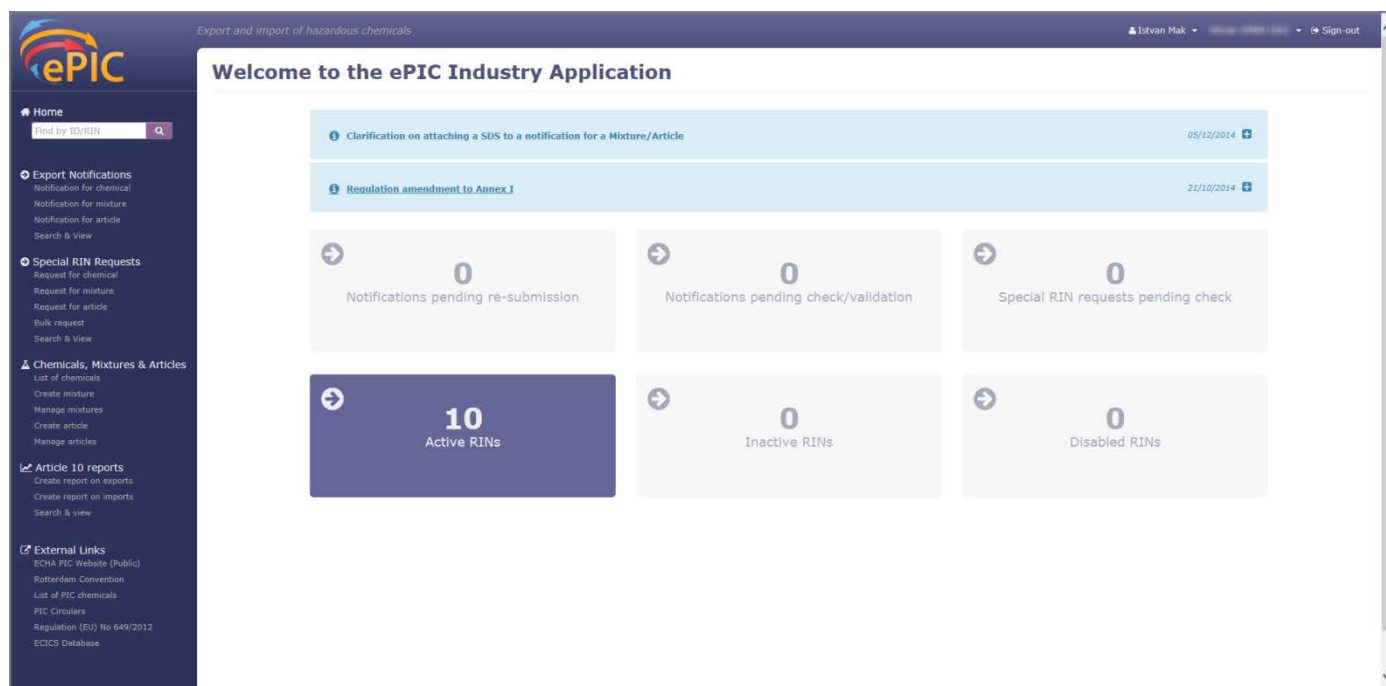 ePIC
Export and import of hazardous chemicals
Istvan Mak
Sign-out
Welcome to the ePIC Industry Application
Home
Find by ID/RIN
Export Notifications
Notification for chemical
Notification for mixture
Notification for article
Search & View
Special RIN Requests
Request for chemical
Request for mixture
Request for article
Bulk request
Search & View
Chemicals, Mixtures & Articles
List of chemicals
Create mixture
Manage mixtures
Create article
Manage articles
Article 10 reports
Create report on exports
Create report on imports
Search & view
External Links
ECHA PIC Website (Public)
Rotterdam Convention
List of PIC chemicals
PIC Circulars
Regulation (EU) No 649/2012
ECICS Database
Clarification on attaching a SDS to a notification for a Mixture/Article
05/12/2014
Regulation amendment to Annex I
21/10/2014
0
Notifications pending re-submission
0
Notifications pending check/validation
0
Special RIN requests pending check
10
Active RINs
0
Inactive RINs
0
Disabled RINs